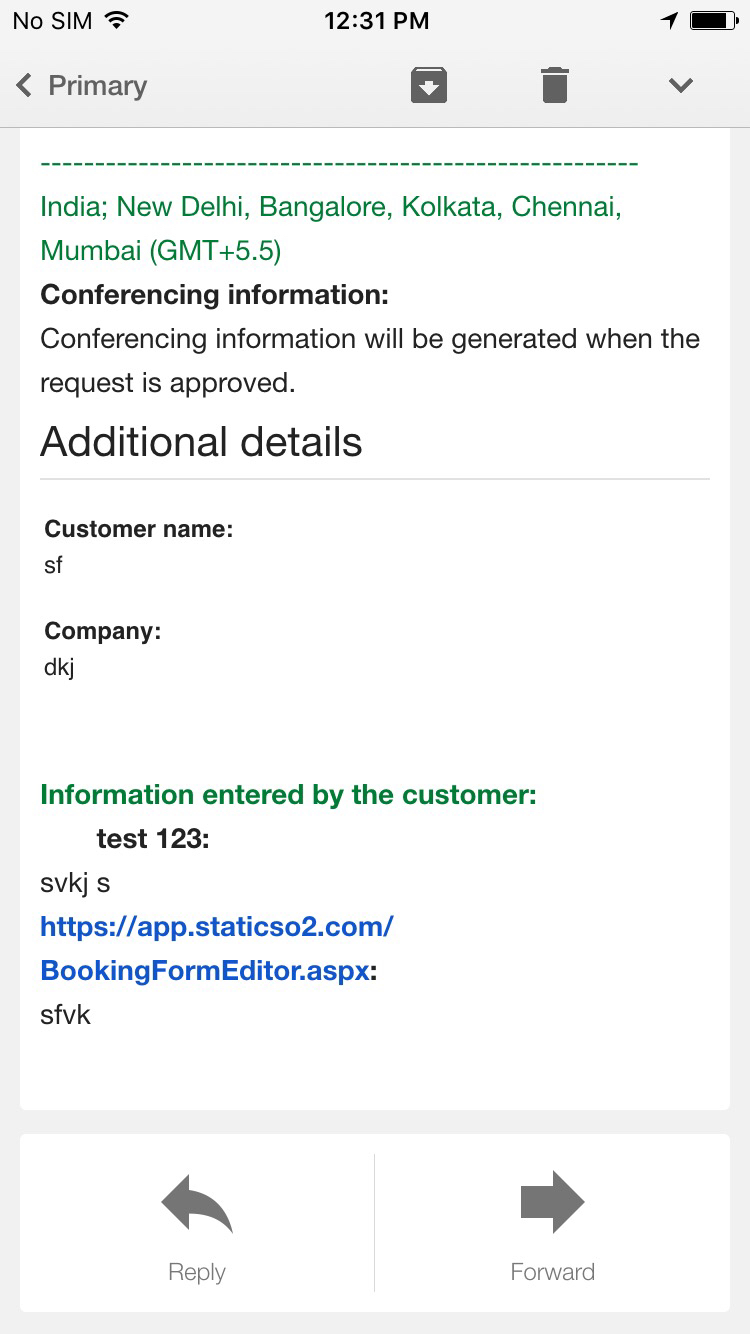 No SIM 12:31 PM
Primary
-------------------------------------------------------
India; New Delhi, Bangalore, Kolkata, Chennai,
Mumbai (GMT+5.5)
Conferencing information:
Conferencing information will be generated when the
request is approved.
Additional details
Customer name:
sf
Company:
dkj
Information entered by the customer:
test 123:
svkj s
https://app.staticso2.com/
BookingFormEditor.aspx:
sfvk
Reply Forward